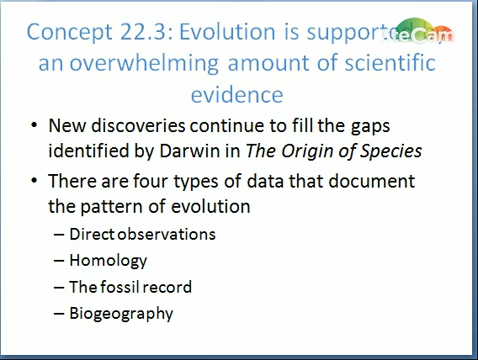 Concept 22.3: Evolution is supported by
an overwhelming amount of scientific
evidence
• New discoveries continue to fill the gaps
identified by Darwin in The Origin of Species
• There are four types of data that document
the pattern of evolution
– Direct observations
– Homology
– The fossil record
– Biogeography